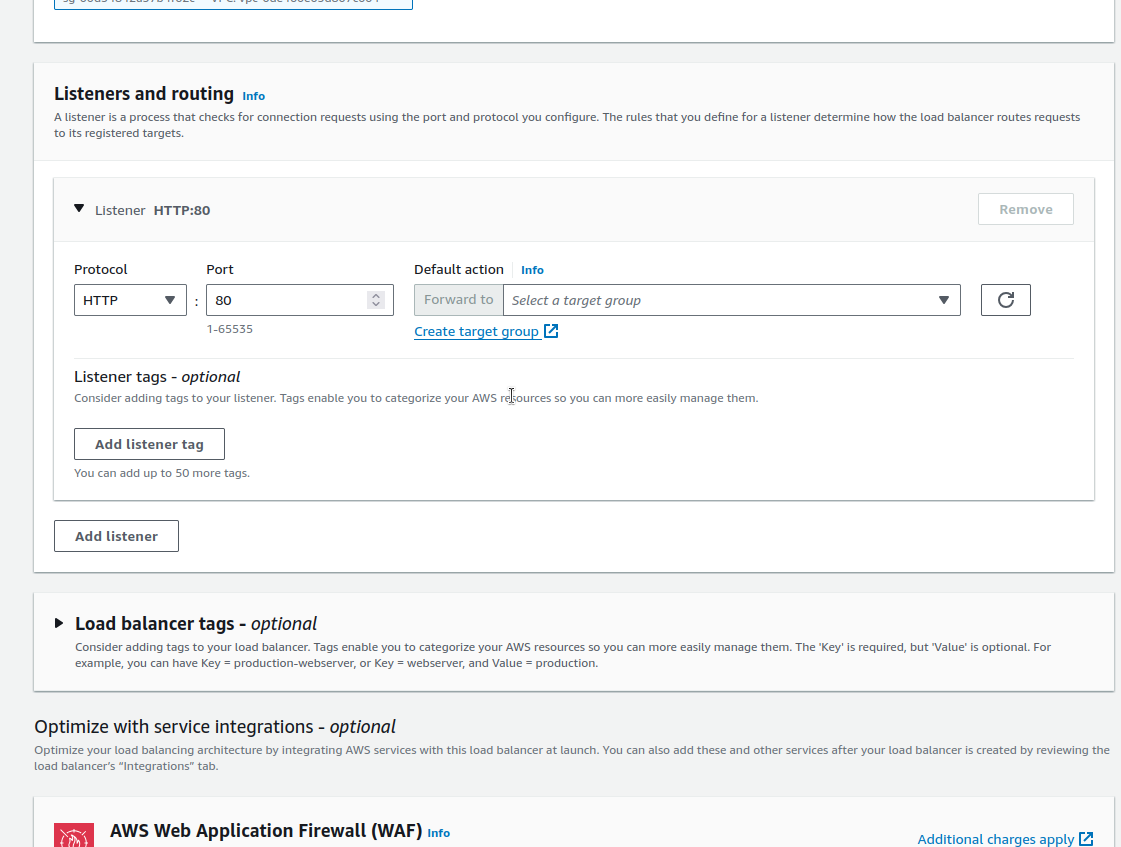 Listeners and routing Info
A listener is a process that checks for connection requests using the port and protocol you configure. The rules that you define for a listener determine how the load balancer routes requests
to its registered targets.
Listener HTTP:80
Remove
Protocol
Port
Default action
Info
HTTP
:
80
Forward to
Select a target group
1-65535
Create target group
Listener tags - optional
Consider adding tags to your listener. Tags enable you to categorize your AWS resources so you can more easily manage them.
Add listener tag
You can add up to 50 more tags.
Add listener
Load balancer tags - optional
Consider adding tags to your load balancer. Tags enable you to categorize your AWS resources so you can more easily manage them. The 'Key' is required, but 'Value' is optional. For
example, you can have Key = production-webserver, or Key = webserver, and Value = production.
Optimize with service integrations - optional
Optimize your load balancing architecture by integrating AWS services with this load balancer at launch. You can also add these and other services after your load balancer is created by reviewing the
load balancer's “Integrations” tab.
AWS Web Application Firewall (WAF) Info
Additional charges apply